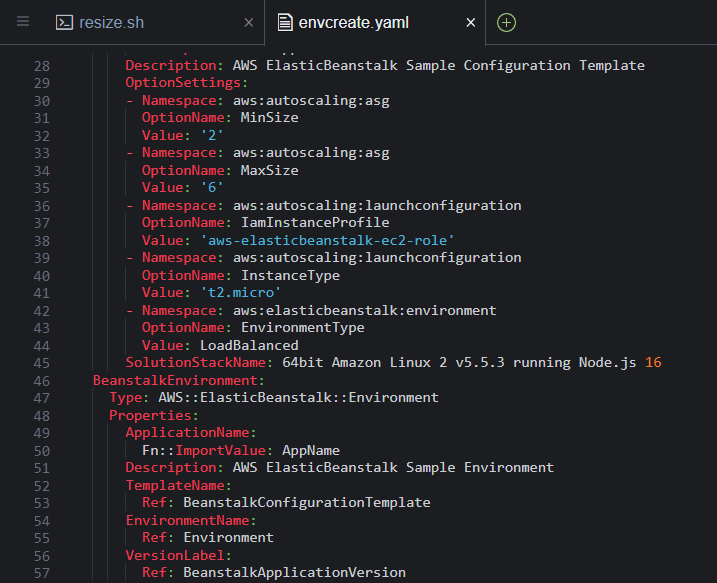 resize.sh
envcreate.yaml
28 Description: AWS ElasticBeanstalk Sample Configuration Template
29 OptionSettings:
30 - Namespace: aws:autoscaling:asg
31 OptionName: MinSize
32 Value: '2'
33 - Namespace: aws:autoscaling:asg
34 OptionName: MaxSize
35 Value: '6'
36 - Namespace: aws:autoscaling:launchconfiguration
37 OptionName: IamInstanceProfile
38 Value: 'aws-elasticbeanstalk-ec2-role'
39 - Namespace: aws:autoscaling:launchconfiguration
40 OptionName: InstanceType
41 Value: 't2.micro'
42 - Namespace: aws:elasticbeanstalk:environment
43 OptionName: EnvironmentType
44 Value: LoadBalanced
45 SolutionStackName: 64bit Amazon Linux 2 v5.5.3 running Node.js 16
46 BeanstalkEnvironment:
47 Type: AWS::ElasticBeanstalk::Environment
48 Properties:
49 ApplicationName:
50 Fn::ImportValue: AppName
51 Description: AWS ElasticBeanstalk Sample Environment
52 TemplateName:
53 Ref: BeanstalkConfigurationTemplate
54 EnvironmentName:
55 Ref: Environment
56 VersionLabel:
57 Ref: BeanstalkApplicationVersion